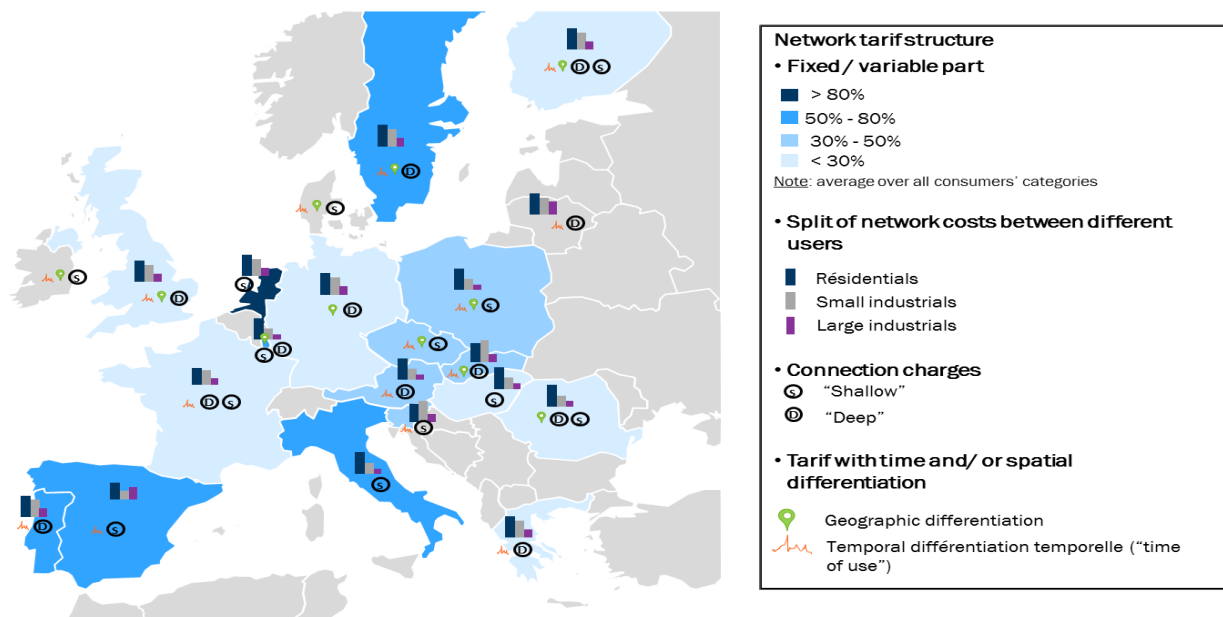 D S
D
S
D
S
S
D
D
S
S
D
S
D
D
S
D S
D S
S
S
D
S
D
Network tarif structure
• Fixed / variable part
> 80%
50% - 80%
30% - 50%
< 30%
Note: average over all consumers' categories
• Split of network costs between different
users
Résidentials
Small industrials
Large industrials
• Connection charges
S "Shallow"
D "Deep"
• Tarif with time and/ or spatial
differentiation
Geographic differentiation
Temporal différentiation temporelle ("time
of use")